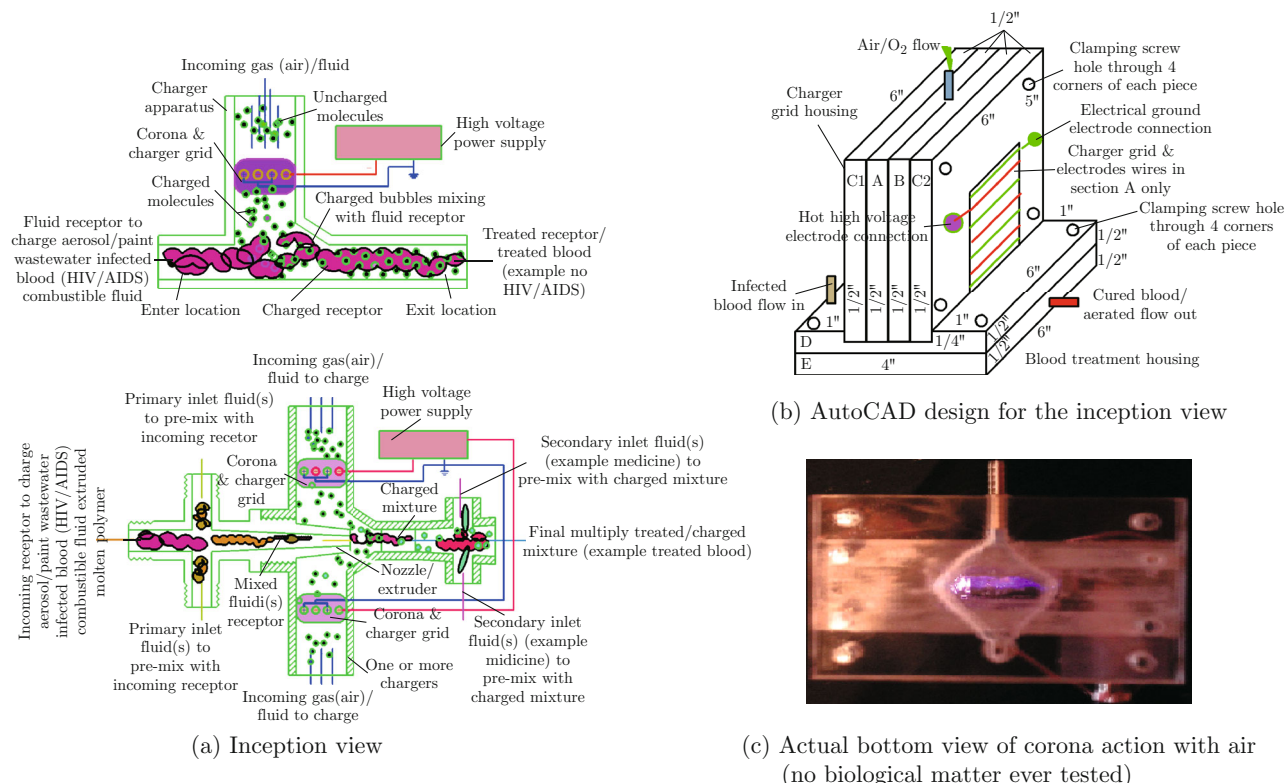 Incoming gas (air)/fluid
Charger
apparatus
Uncharged
molecules
Corona &
charger grid
High voltage
power supply
Charged
molecules
Charged bubbles mixing
with fluid receptor
Fluid receptor to
charge aerosol/paint
wastewater infected
blood (HIV/AIDS)
combustible fluid
Treated receptor/
treated blood
(example no
HIV/AIDS)
Enter location
Charged receptor
Exit location
Incoming gas(air)/
fluid to charge
Primary inlet fluid(s)
to pre-mix with
incoming recetor
High voltage
power supply
Secondary inlet fluid(s)
(example medicine) to
pre-mix with charged mixture
Corona
& charger grid
Charged
mixture
Incoming receptor to charge
aerosol/paint wastewater
infected blood (HIV/AIDS)
combustible fluid extruded
molten polymer
Final multiply treated/charged
mixture (example treated blood)
Mixed
fluidi(s)
receptor
Nozzle/
extruder
Primary inlet
fluid(s) to
pre-mix with
incoming receptor
Corona &
charger grid
Secondary inlet
fluid(s) (example
midicine) to
pre-mix with
charged mixture
One or more
chargers
Incoming gas(air)/
fluid to charge
(a) Inception view
1/2"
Air/O2 flow
Clamping screw
hole through 4
corners of each piece
Charger
grid housing
6"
6"
5"
Electrical ground
electrode connection
Charger grid &
electrodes wires in
section A only
C1
A
B
C2
Hot high voltage
electrode connection
1"
Clamping screw hole
through 4 corners
of each piece
1/2"
1/2"
Infected
blood flow in
1/2"
1/2"
1/2"
1/2"
6"
Cured blood/
aerated flow out
1"
1"
1/2"
1/2"
6"
D
1/4"
E
4"
Blood treatment housing
(b) AutoCAD design for the inception view
(c) Actual bottom view of corona action with air
(no biological matter ever tested)